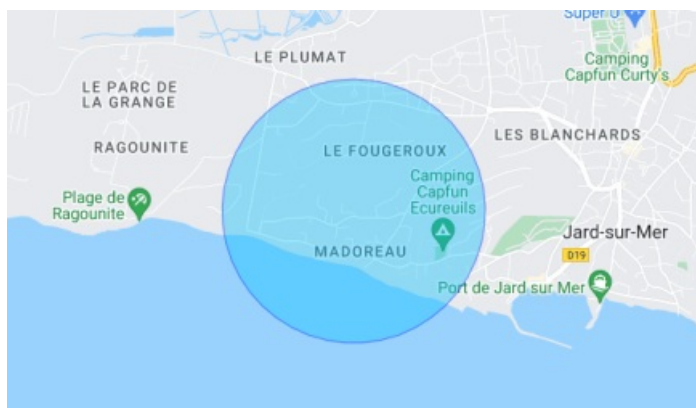 Super U
LE PLUMAT
Camping
Capfun Curty's
LE PARC DE
LA GRANGE
LES BLANCHARDS
RAGOUNITE
LE FOUGEROUX
Camping
Capfun
Ecureuils
Plage de
Ragounite
Jard-sur-Mer
MADOREAU
D19
Port de Jard sur Mer